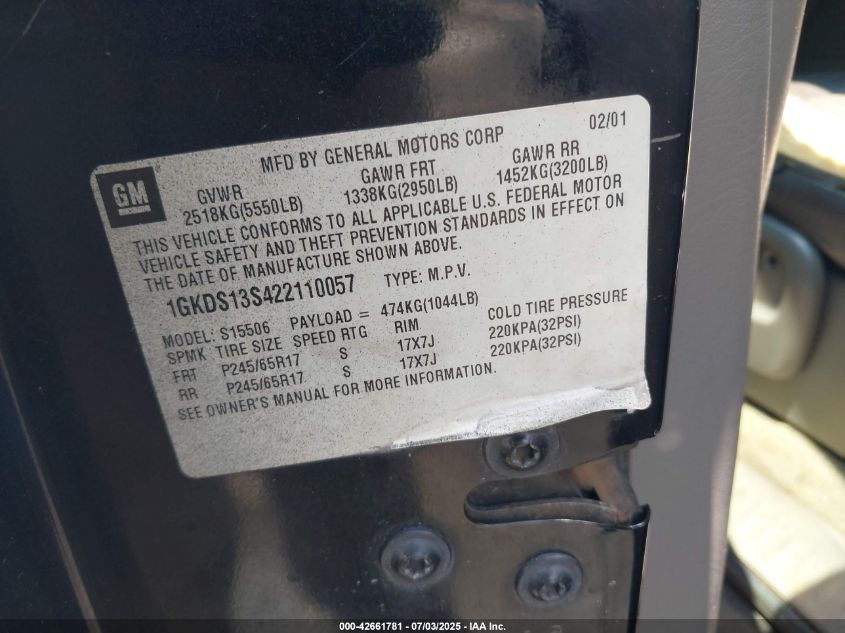 MFD BY GENERAL MOTORS CORP 02/01
GM
GVWR GAWR FRT GAWR RR
2518KG(5550LB) 1338KG(2950LB) 1452KG(3200LB)
THIS VEHICLE CONFORMS TO ALL APPLICABLE U.S. FEDERAL MOTOR
VEHICLE SAFETY AND THEFT PREVENTION STANDARDS IN EFFECT ON
THE DATE OF MANUFACTURE SHOWN ABOVE.
1GKDS13S422110057 TYPE: M.P.V.
MODEL: S15506 PAYLOAD = 474KG(1044LB)
SPMK TIRE SIZE SPEED RTG RIM COLD TIRE PRESSURE
FRT P245/65R17 S 17X7J 220KPA(32PSI)
RR P245/65R17 S 17X7J 220KPA(32PSI)
SEE OWNER'S MANUAL FOR MORE INFORMATION.
000-42661781 - 07/03/2025 - IAA Inc.